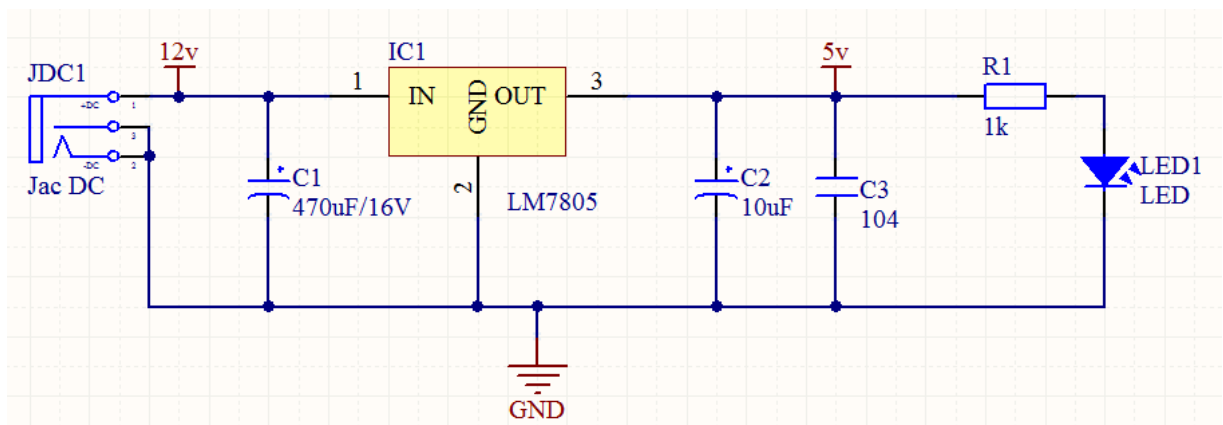 12v
IC1
5v
JDC1
R1
1
IN
GND
OUT
3
+DC
1
3
-DC
2
1k
Jac DC
C1
470uF/16V
2
LM7805
C2
10uF
C3
104
LED1
LED
GND